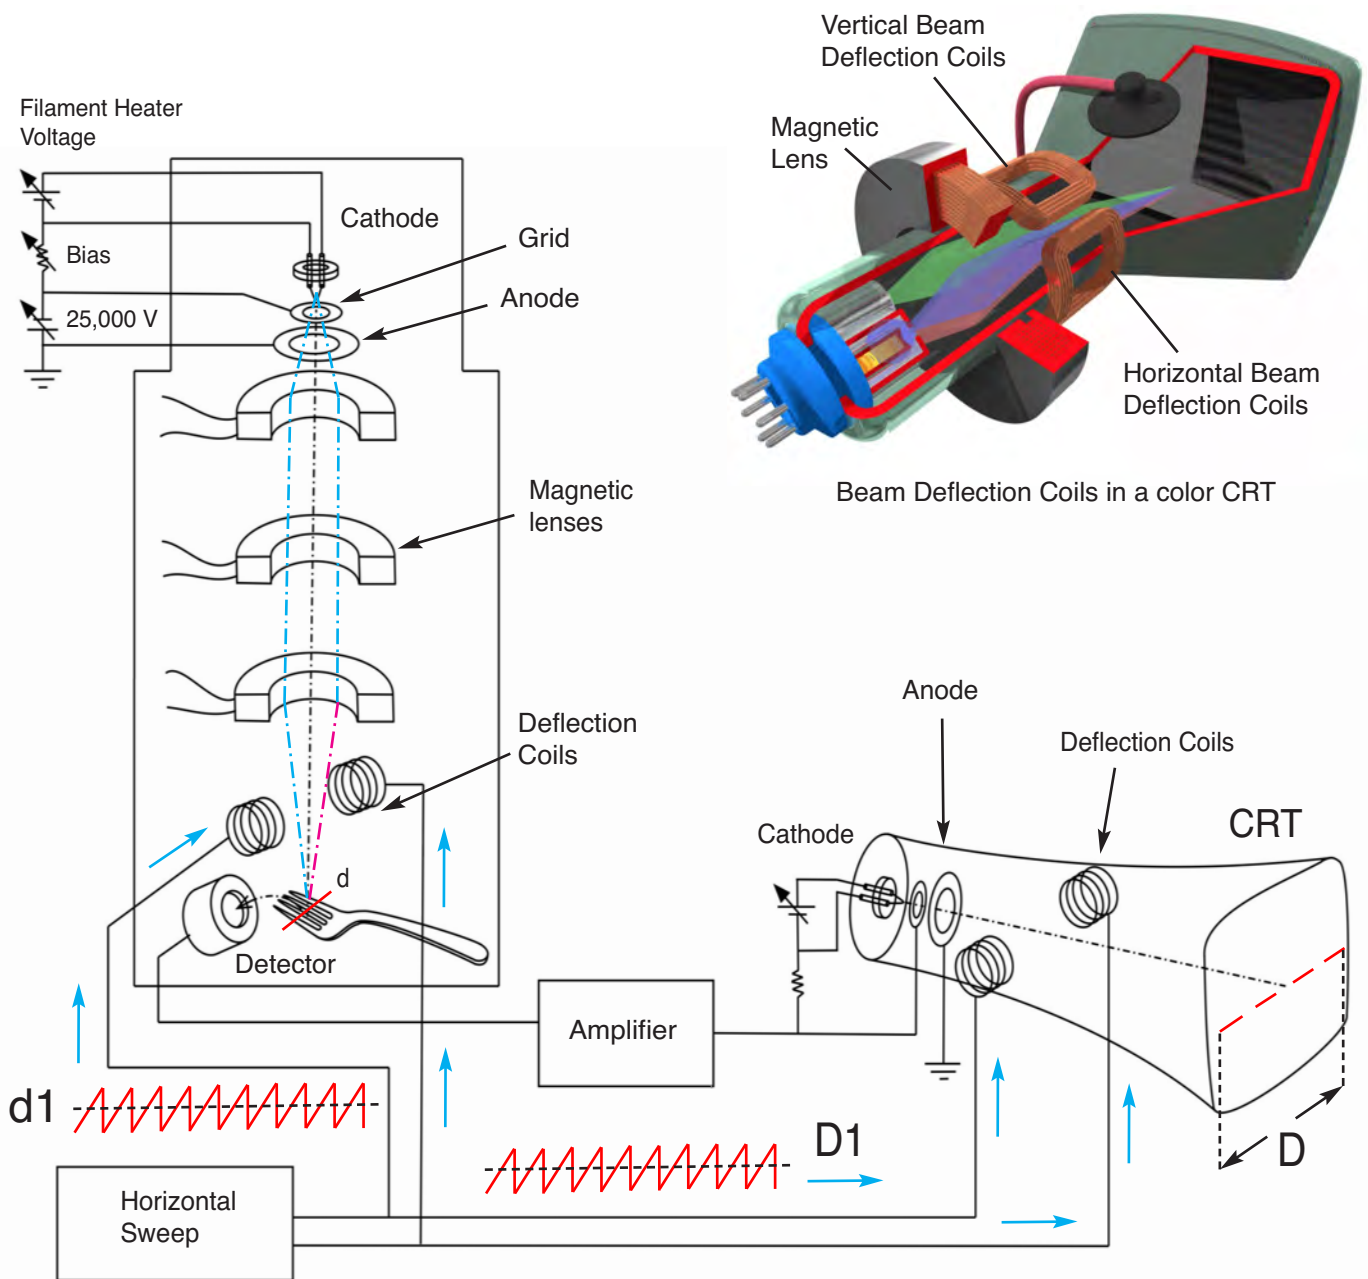 Vertical Beam
Deflection Coils
Filament Heater
Voltage
Magnetic
Lens
Cathode
Grid
Bias
Anode
25,000 V
Horizontal Beam
Deflection Coils
Beam Deflection Coils in a color CRT
Magnetic
lenses
Anode
Deflection
Coils
Deflection Coils
CRT
Cathode
d
Detector
Amplifier
d1
D1
D
Horizontal
Sweep